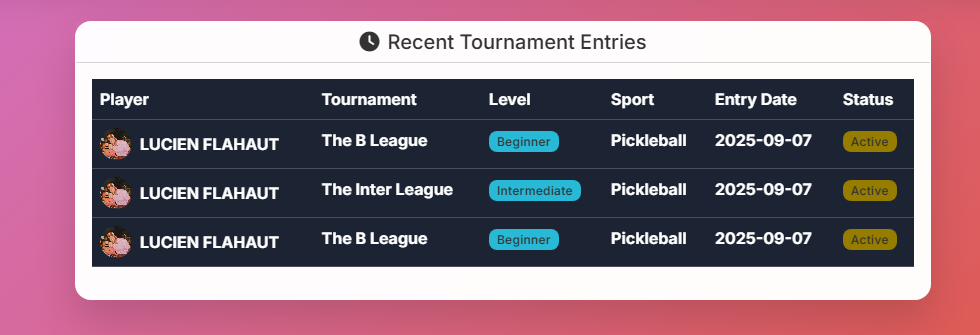 Recent Tournament Entries
Player Tournament Level Sport Entry Date Status
LUCIEN FLAHAUT The B League Beginner Pickleball 2025-09-07 Active
LUCIEN FLAHAUT The Inter League Intermediate Pickleball 2025-09-07 Active
LUCIEN FLAHAUT The B League Beginner Pickleball 2025-09-07 Active